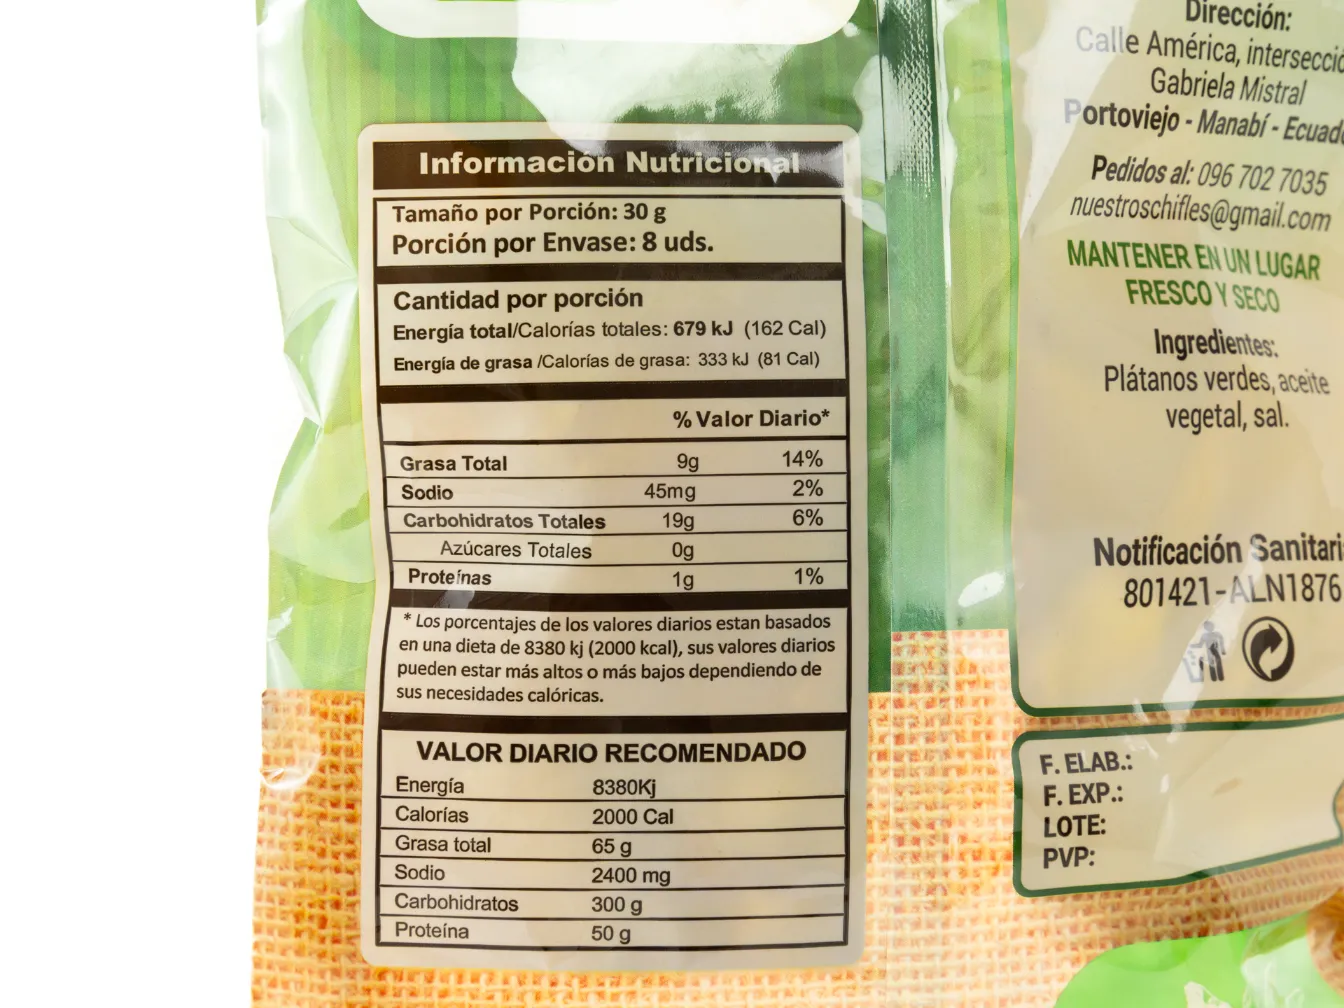 Información Nutricional
Tamaño por Porción: 30 g
Porción por Envase: 8 uds.
Cantidad por porción
Energía total/Calorías totales: 679 kJ (162 Cal)
Energía de grasa /Calorías de grasa: 333 kJ (81 Cal)
% Valor Diario*
Grasa Total 9g 14%
Sodio 45mg 2%
Carbohidratos Totales 19g 6%
Azúcares Totales 0g
Proteínas 1g 1%
* Los porcentajes de los valores diarios estan basados
en una dieta de 8380 kj (2000 kcal), sus valores diarios
pueden estar más altos o más bajos dependiendo de
sus necesidades calóricas.
VALOR DIARIO RECOMENDADO
Energía 8380Kj
Calorías 2000 Cal
Grasa total 65 g
Sodio 2400 mg
Carbohidratos 300 g
Proteína 50 g
Dirección:
Calle América,
Gabriela Mistral
Portoviejo - Manabí -
Pedidos al: 096 702 7035
nuestroschifles@gmail.com
MANTENER EN UN LUGAR
FRESCO Y SECO
Ingredientes:
Plátanos verdes, aceite
vegetal, sal.
Notificación
801421-ALN1876
F. ELAB.:
F. EXP.:
LOTE:
PVP: